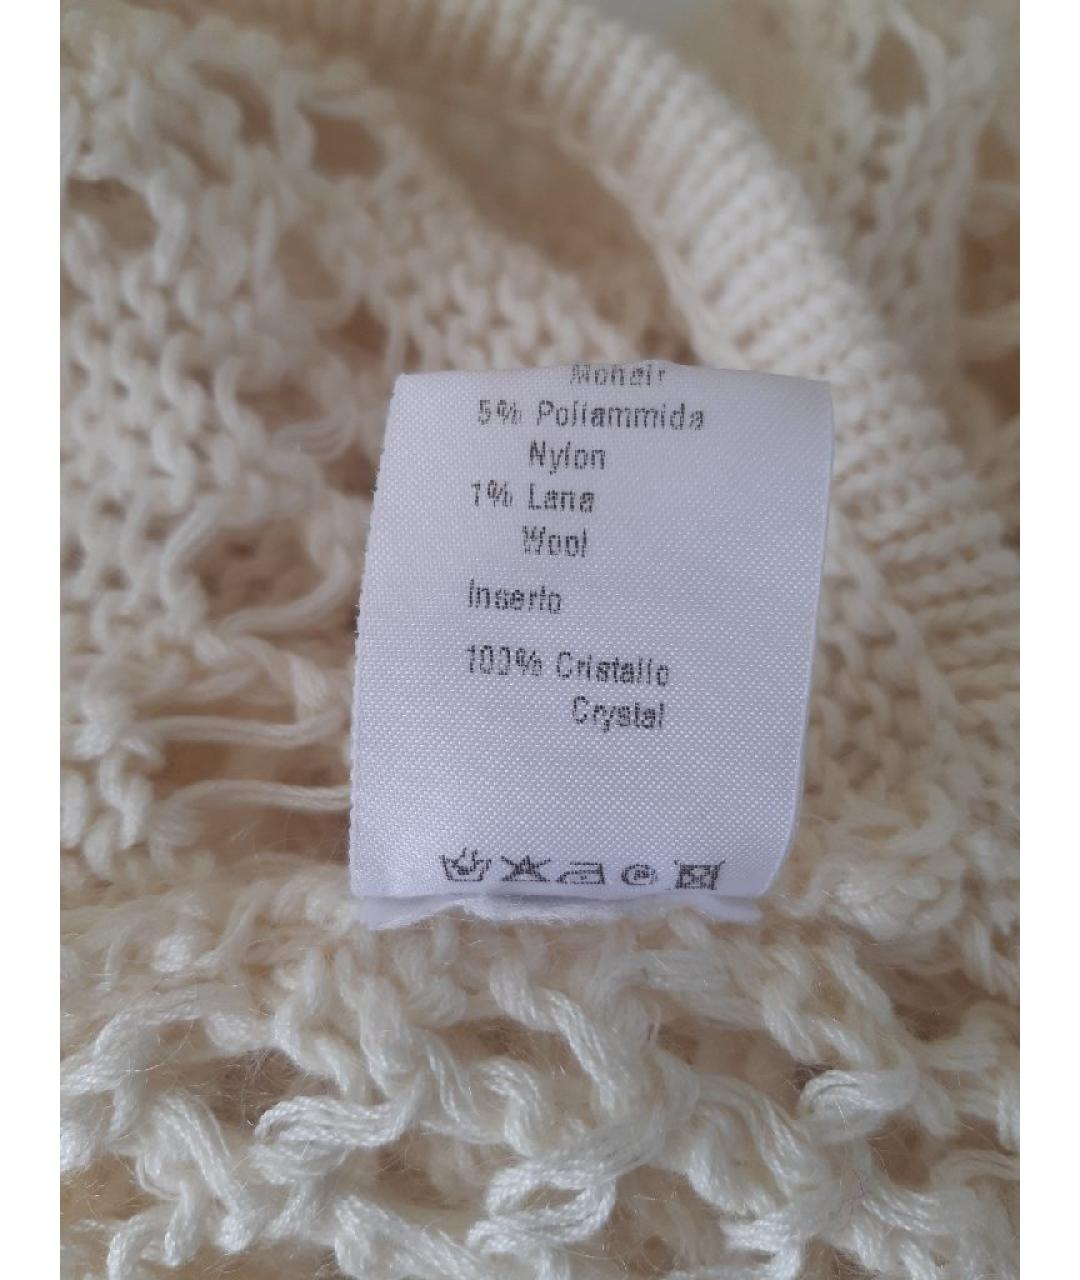 Mohair
5% Poliammida
Nylon
1% Lana
Wool
Inserto
100% Cristallo
Crystal
P